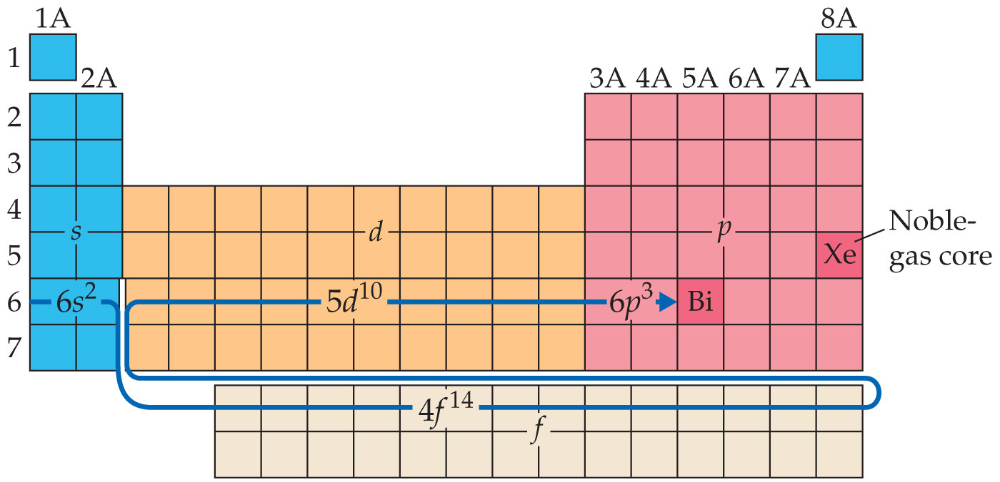 1A 8A
1
2A 3A 4A 5A 6A 7A
2
3
4
s d p
Noble-
gas core
5 Xe
6 6s² 5d¹⁰ 6p³ Bi
7
4f¹⁴
f